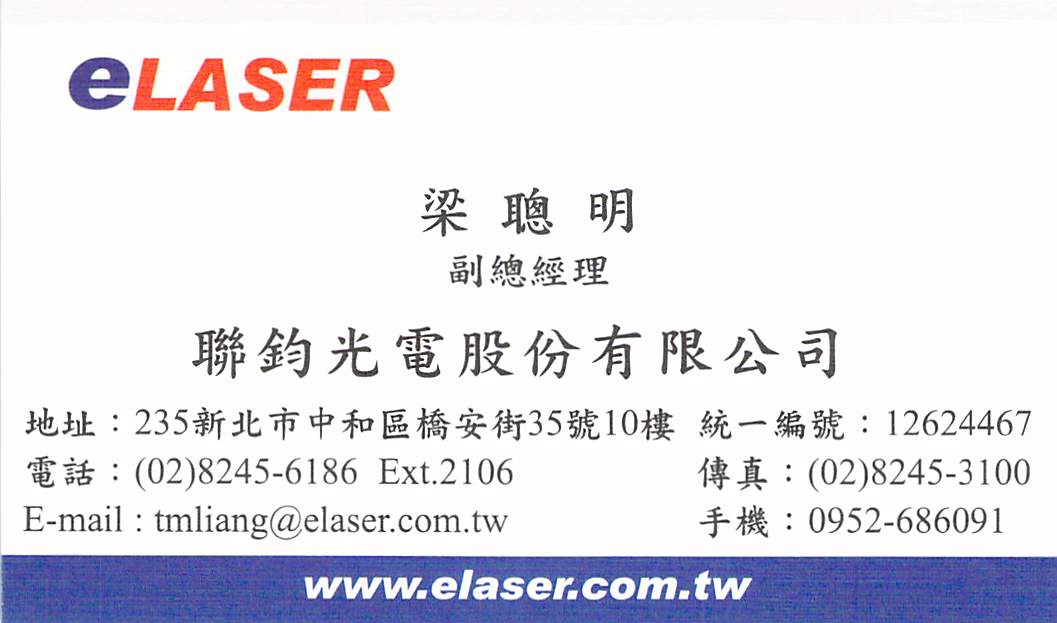 eLASER
梁聰明
副總經理
聯鈞光電股份有限公司
地址：235新北市中和區橋安街35號10樓 統一編號：12624467
電話：(02)8245-6186 Ext.2106 傳真：(02)8245-3100
E-mail : tmliang@elaser.com.tw 手機：0952-686091
www.elaser.com.tw